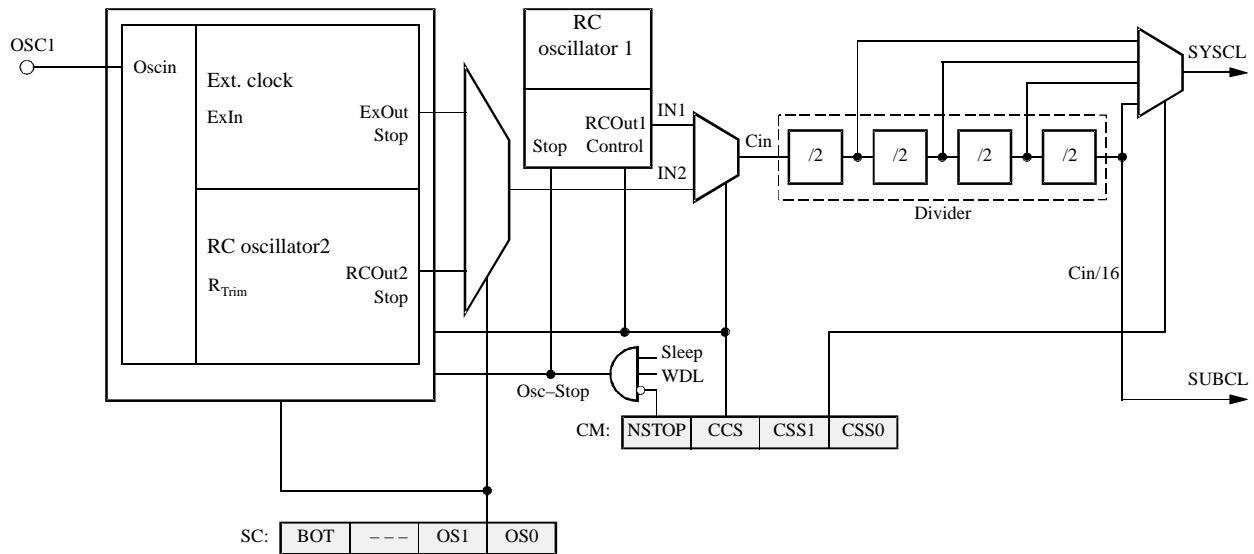 OSC1
Oscin
Ext. clock
ExIn
ExOut
Stop
RC oscillator2
RTrim
RCOut2
Stop
RC
oscillator 1
RCOut1
Stop Control
IN1
IN2
Cin
/2 /2 /2 /2
Divider
SYSCL
Cin/16
SUBCL
Sleep
WDL
Osc–Stop
CM: NSTOP CCS CSS1 CSS0
SC: BOT – – – OS1 OS0